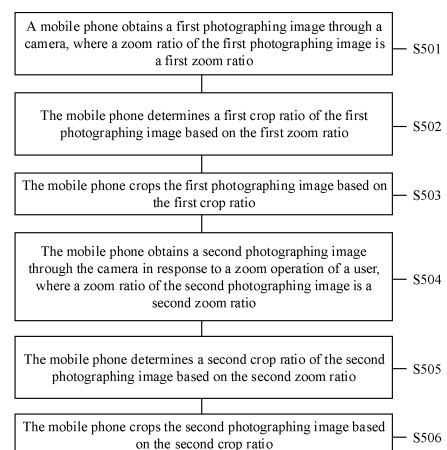 A mobile phone obtains a first photographing image through a
camera, where a zoom ratio of the first photographing image is
a first zoom ratio
S501
The mobile phone determines a first crop ratio of the first
photographing image based on the first zoom ratio
S502
The mobile phone crops the first photographing image based on
the first crop ratio
S503
The mobile phone obtains a second photographing image
through the camera in response to a zoom operation of a user,
where a zoom ratio of the second photographing image is a
second zoom ratio
S504
The mobile phone determines a second crop ratio of the second
photographing image based on the second zoom ratio
S505
The mobile phone crops the second photographing image based
on the second crop ratio
S506